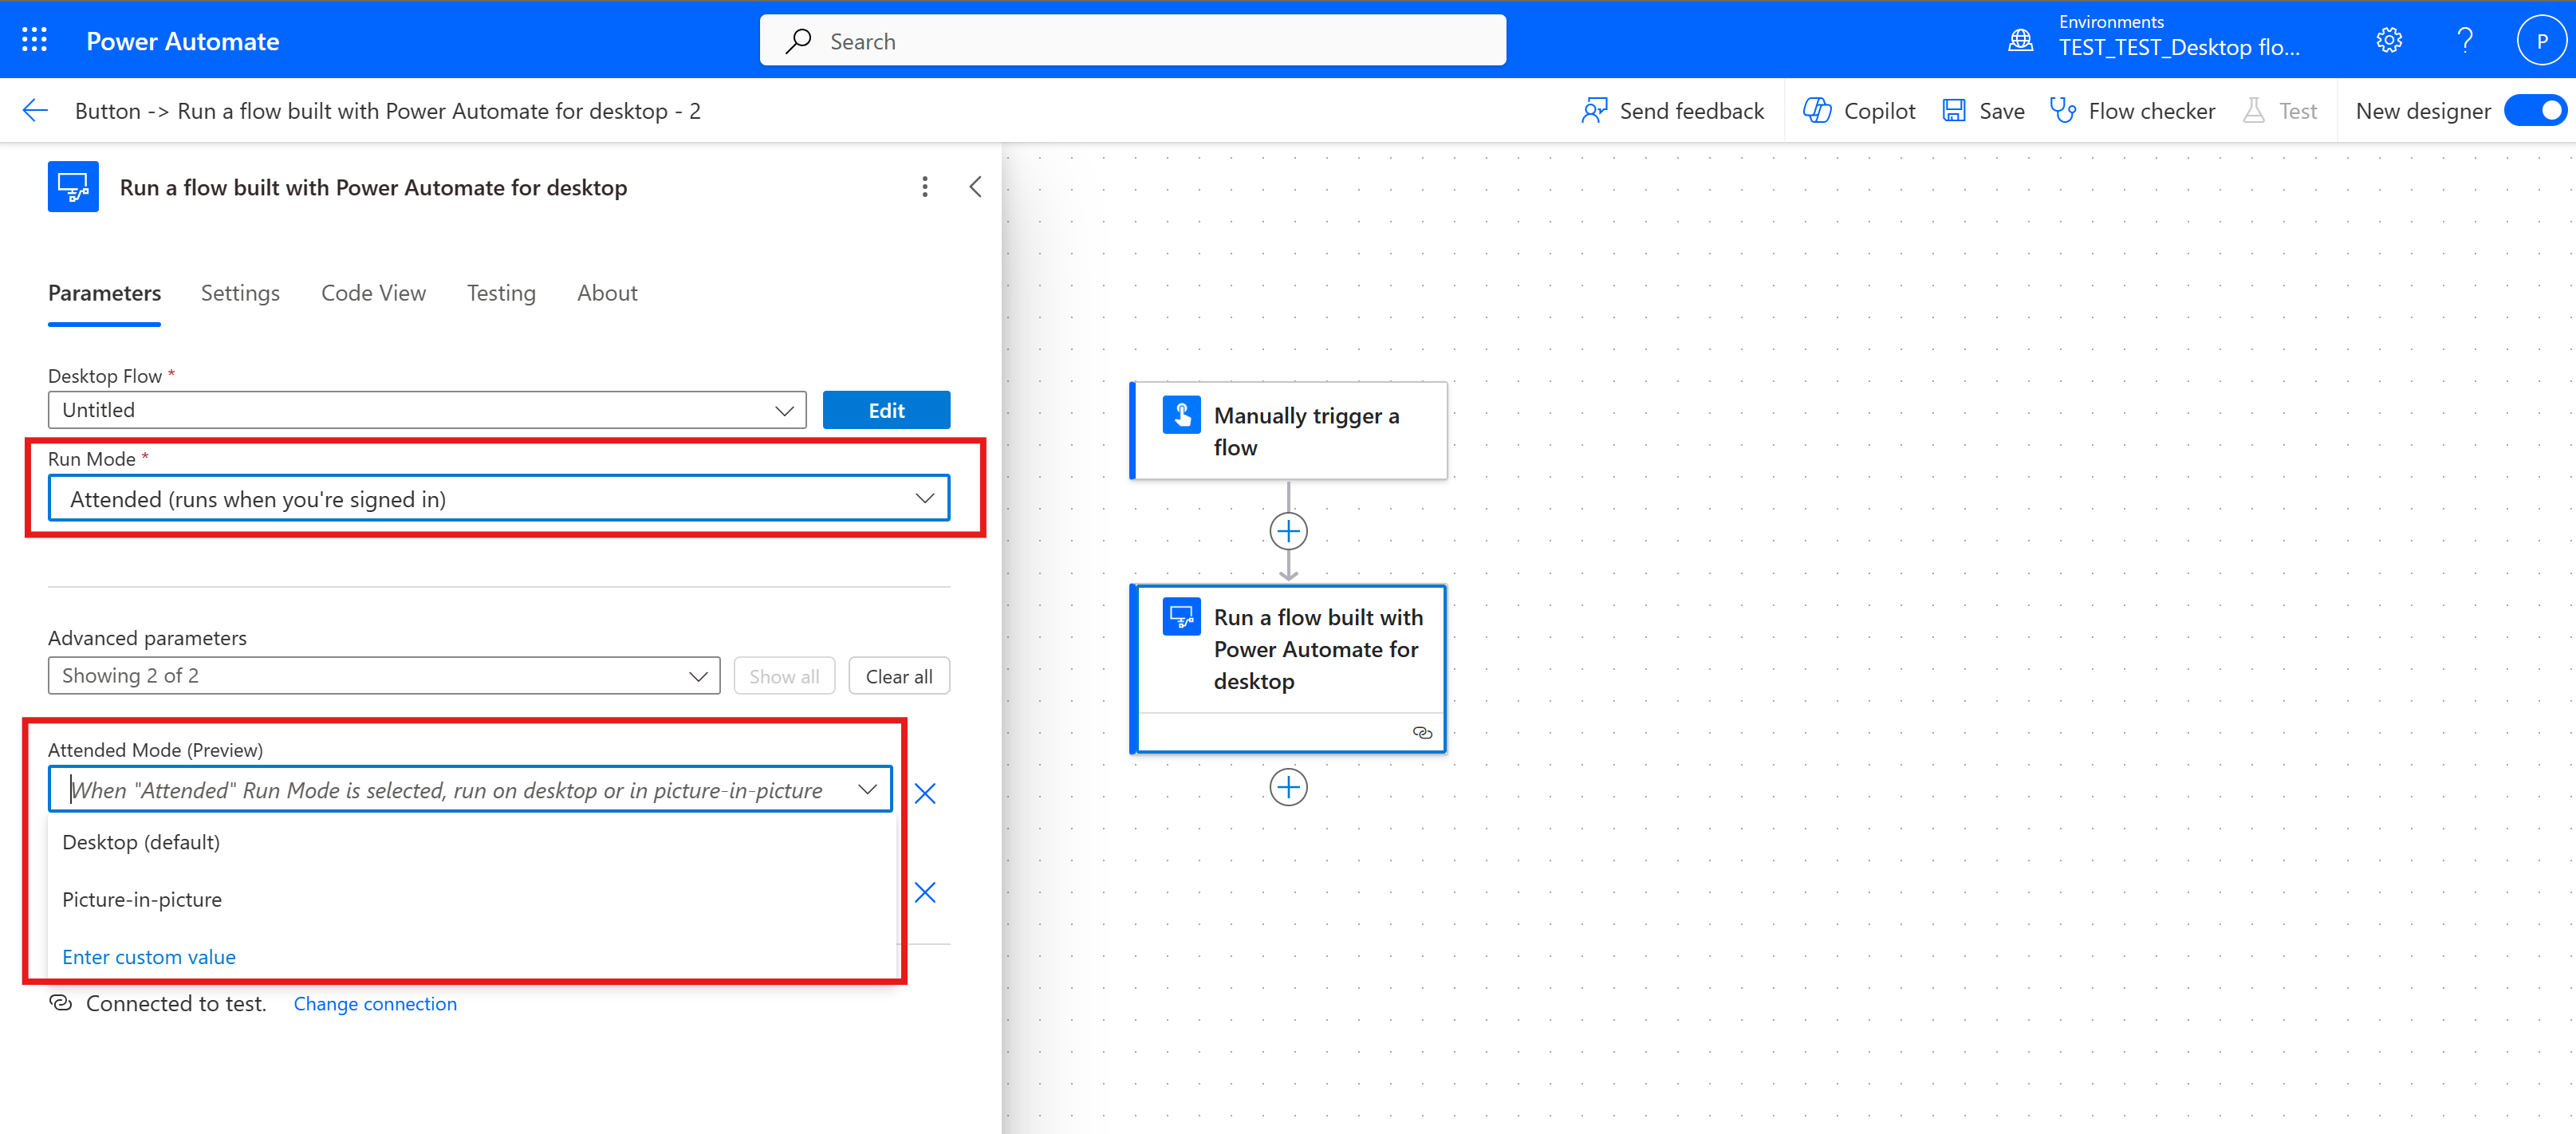 Power Automate
Search
Environments
TEST_TEST_Desktop flo...
?
P
Button -> Run a flow built with Power Automate for desktop - 2
Send feedback
Copilot
Save
Flow checker
Test
New designer
Run a flow built with Power Automate for desktop
Parameters
Settings
Code View
Testing
About
Desktop Flow *
Untitled
Edit
Run Mode *
Attended (runs when you're signed in)
Advanced parameters
Showing 2 of 2
Show all
Clear all
Attended Mode (Preview)
When "Attended" Run Mode is selected, run on desktop or in picture-in-picture
Desktop (default)
Picture-in-picture
Enter custom value
Connected to test.
Change connection
Manually trigger a
flow
Run a flow built with
Power Automate for
desktop